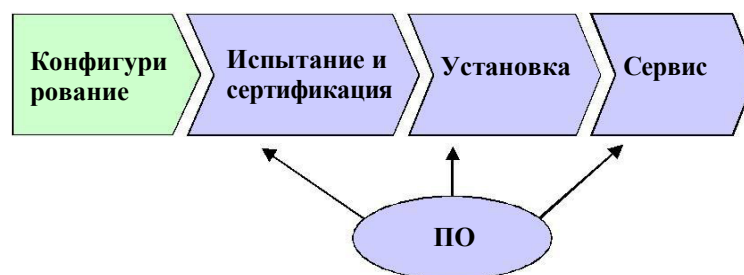 Конфигури
рование
Испытание и
сертификация
Установка
Сервис
ПО